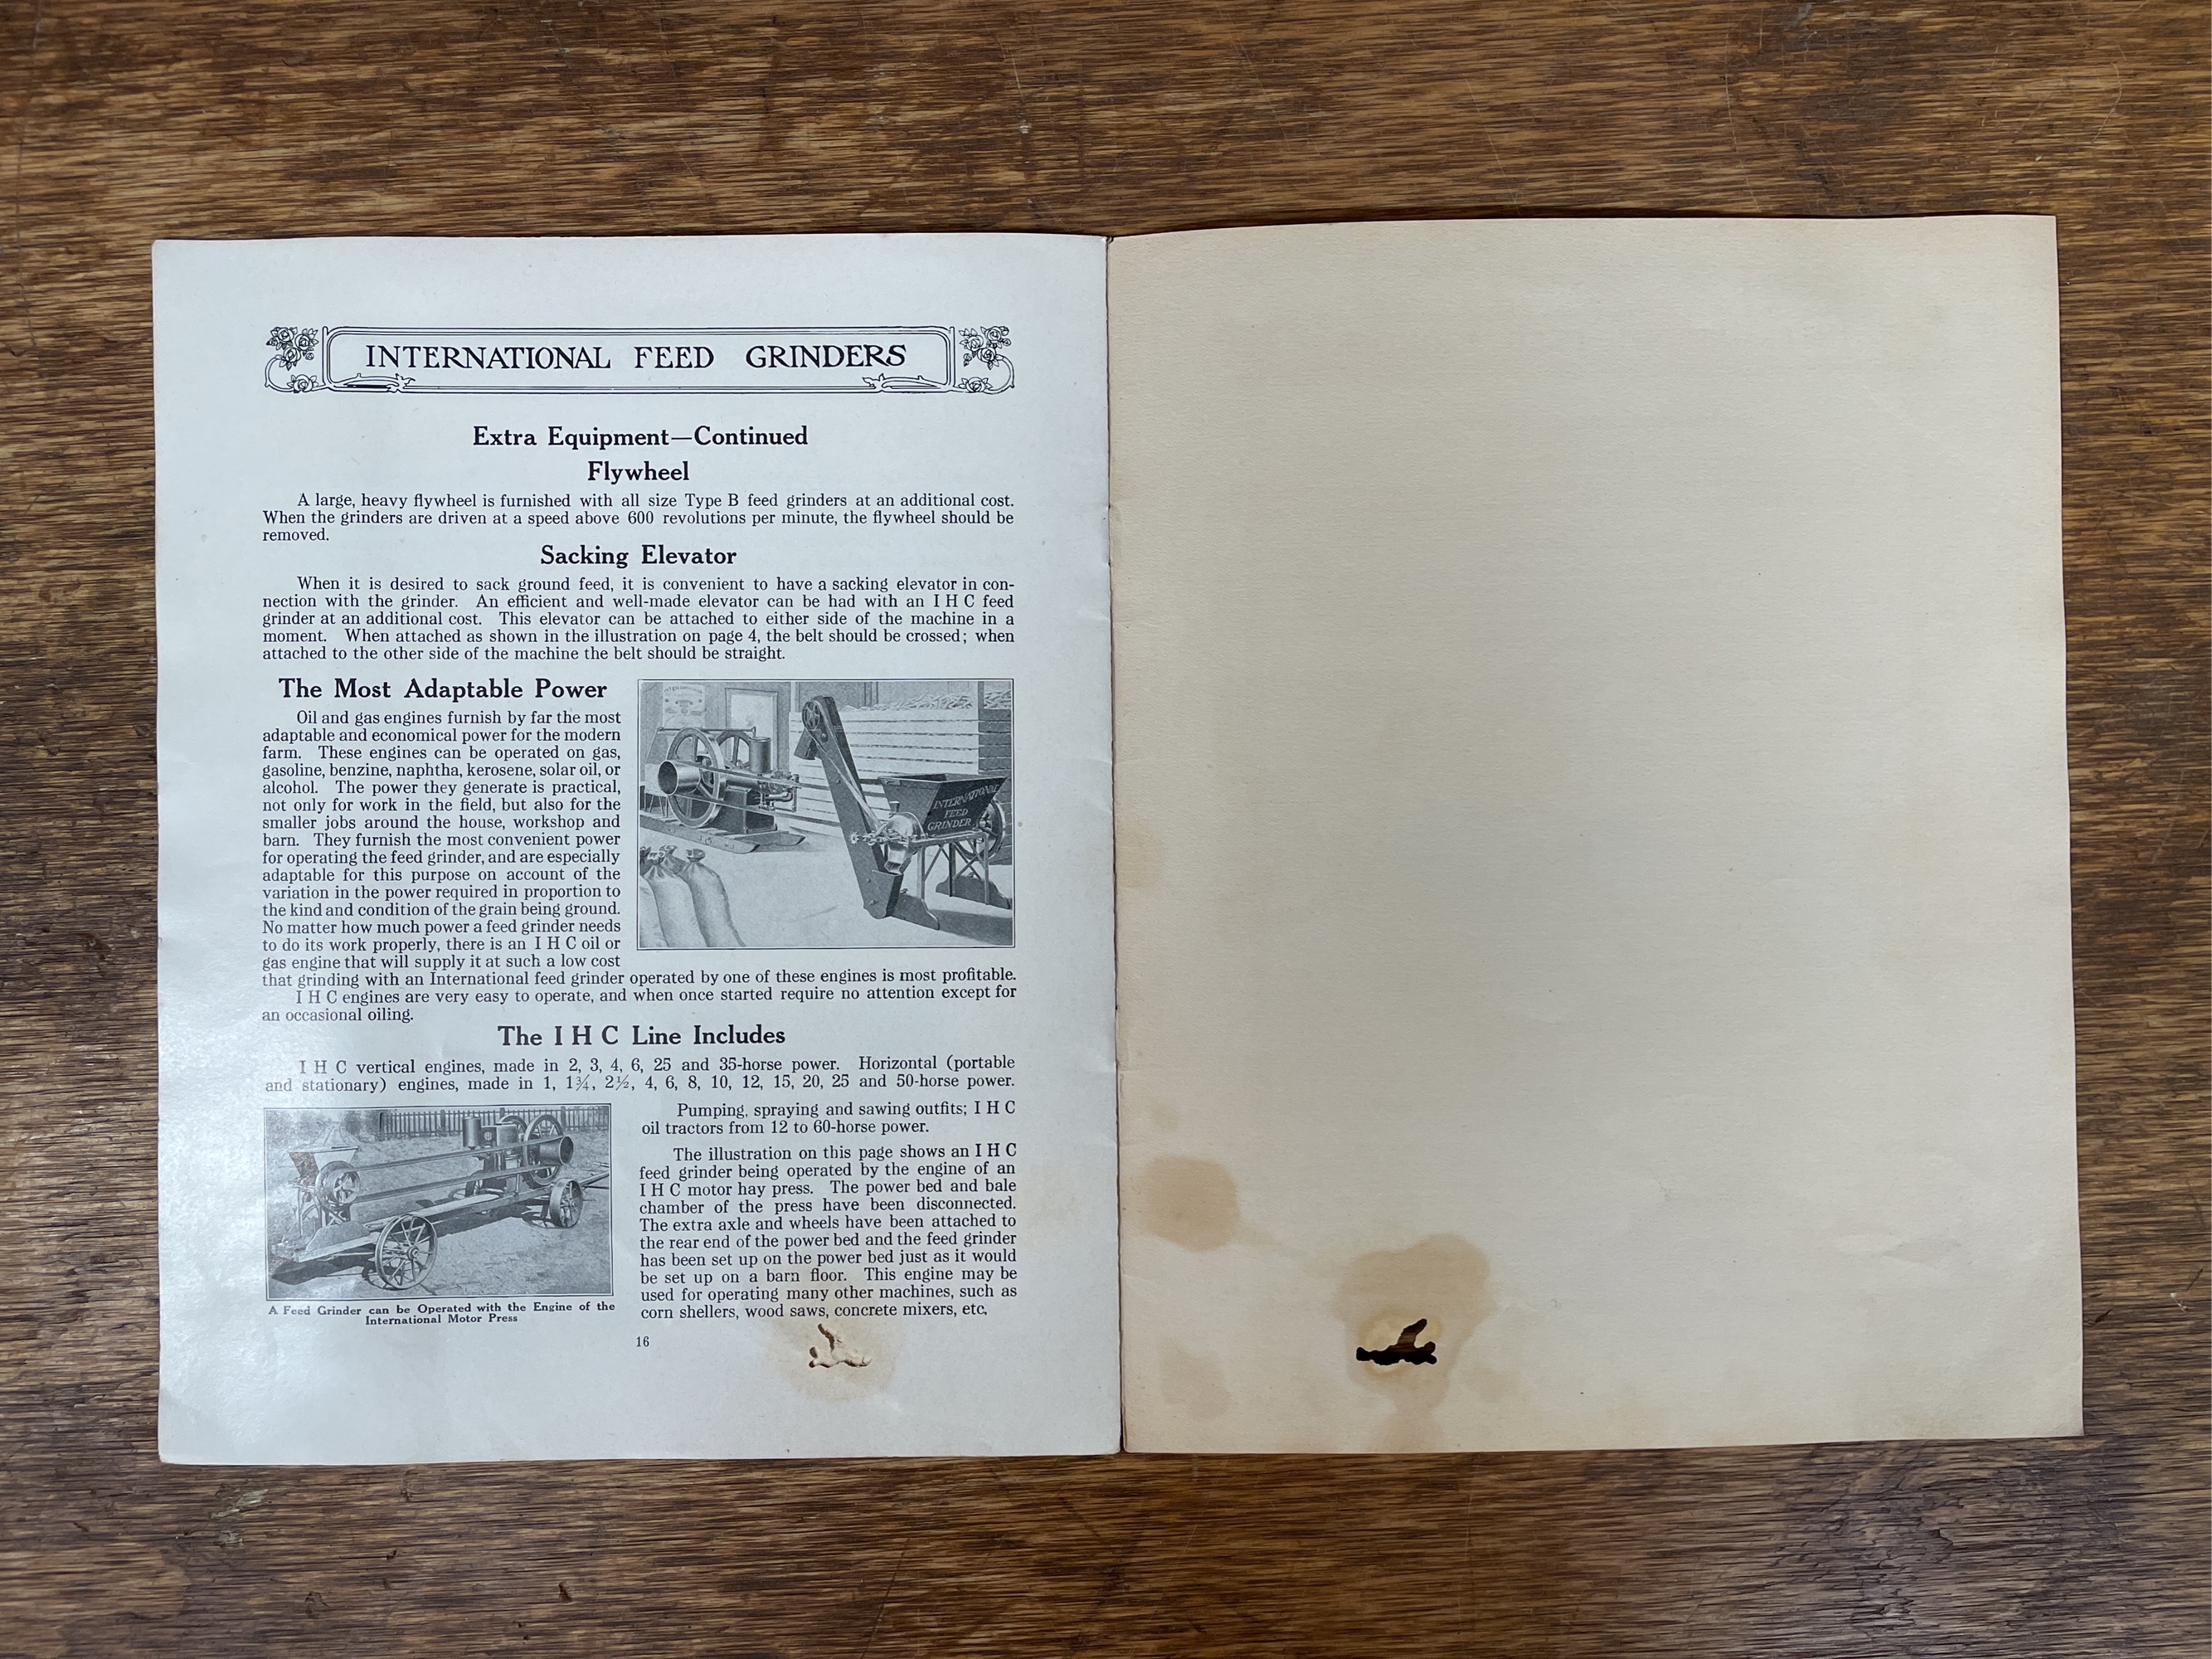 INTERNATIONAL FEED GRINDERS
Extra Equipment—Continued
Flywheel
A large, heavy flywheel is furnished with all size Type B feed grinders at an additional cost.
When the grinders are driven at a speed above 600 revolutions per minute, the flywheel should be
removed.
Sacking Elevator
When it is desired to sack ground feed, it is convenient to have a sacking elevator in con-
nection with the grinder. An efficient and well-made elevator can be had with an I H C feed
grinder at an additional cost. This elevator can be attached to either side of the machine in a
moment. When attached as shown in the illustration on page 4, the belt should be crossed; when
attached to the other side of the machine the belt should be straight.
The Most Adaptable Power
Oil and gas engines furnish by far the most
adaptable and economical power for the modern
farm. These engines can be operated on gas,
gasoline, benzine, naphtha, kerosene, solar oil, or
alcohol. The power they generate is practical,
not only for work in the field, but also for the
smaller jobs around the house, workshop and
barn. They furnish the most convenient power
for operating the feed grinder, and are especially
adaptable for this purpose on account of the
variation in the power required in proportion to
the kind and condition of the grain being ground.
No matter how much power a feed grinder needs
to do its work properly, there is an I H C oil or
gas engine that will supply it at such a low cost
that grinding with an International feed grinder operated by one of these engines is most profitable.
I H C engines are very easy to operate, and when once started require no attention except for
an occasional oiling.
INTERNATIONAL
FEED
GRINDER
The I H C Line Includes
I H C vertical engines, made in 2, 3, 4, 6, 25 and 35-horse power. Horizontal (portable
and stationary) engines, made in 1, 1¾, 2½, 4, 6, 8, 10, 12, 15, 20, 25 and 50-horse power.
Pumping, spraying and sawing outfits; I H C
oil tractors from 12 to 60-horse power.
The illustration on this page shows an I H C
feed grinder being operated by the engine of an
I H C motor hay press. The power bed and bale
chamber of the press have been disconnected.
The extra axle and wheels have been attached to
the rear end of the power bed and the feed grinder
has been set up on the power bed just as it would
be set up on a barn floor. This engine may be
used for operating many other machines, such as
corn shellers, wood saws, concrete mixers, etc.
A Feed Grinder can be Operated with the Engine of the
International Motor Press
16